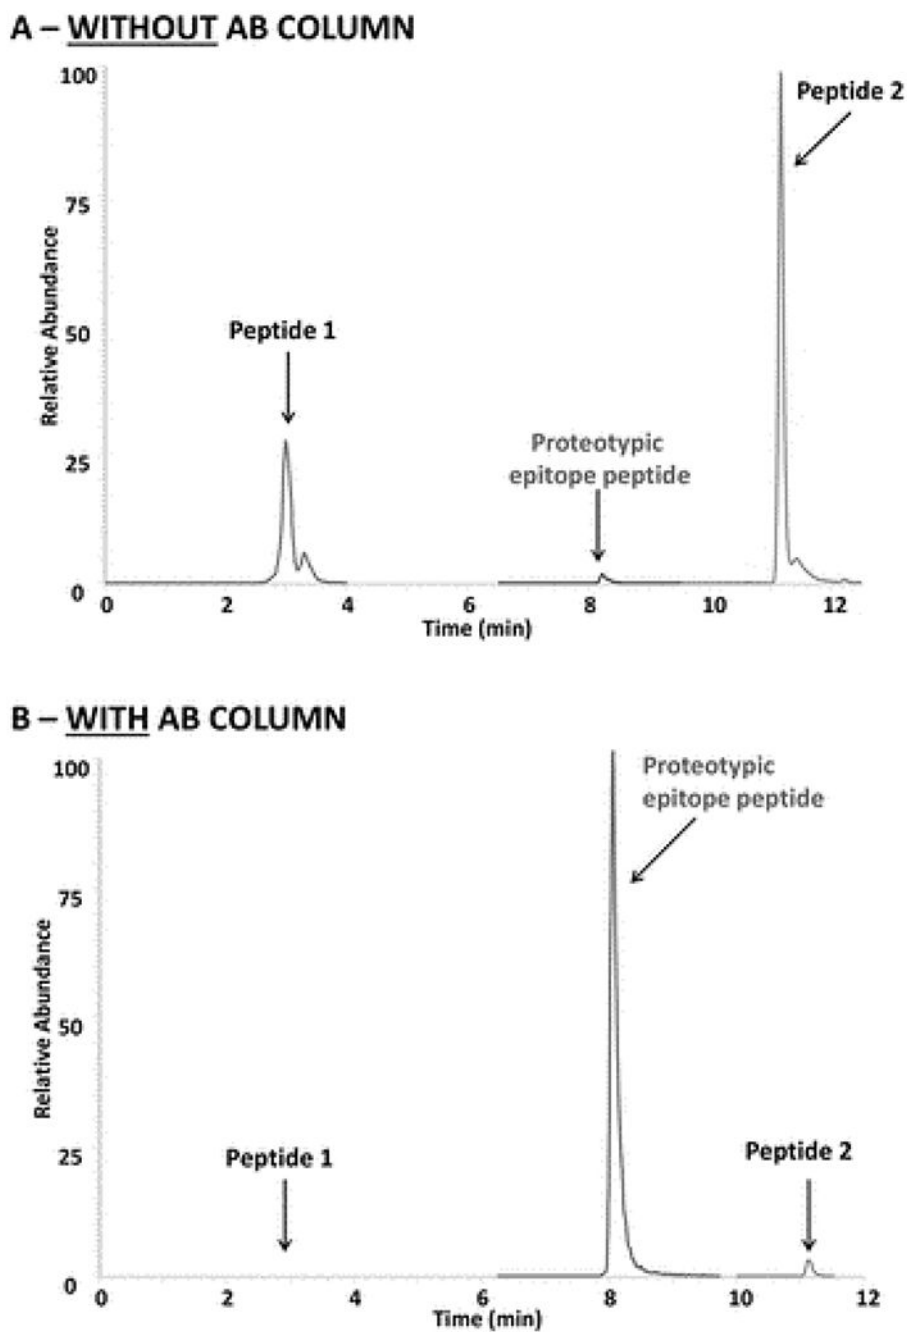 A – WITHOUT AB COLUMN
100
Peptide 2
75
Relative Abundance
50
Peptide 1
25
Proteotypic
epitope peptide
0
0 2 4 6 8 10 12
Time (min)
B – WITH AB COLUMN
100
Proteotypic
epitope peptide
75
Relative Abundance
50
25
Peptide 1
Peptide 2
0
0 2 4 6 8 10 12
Time (min)